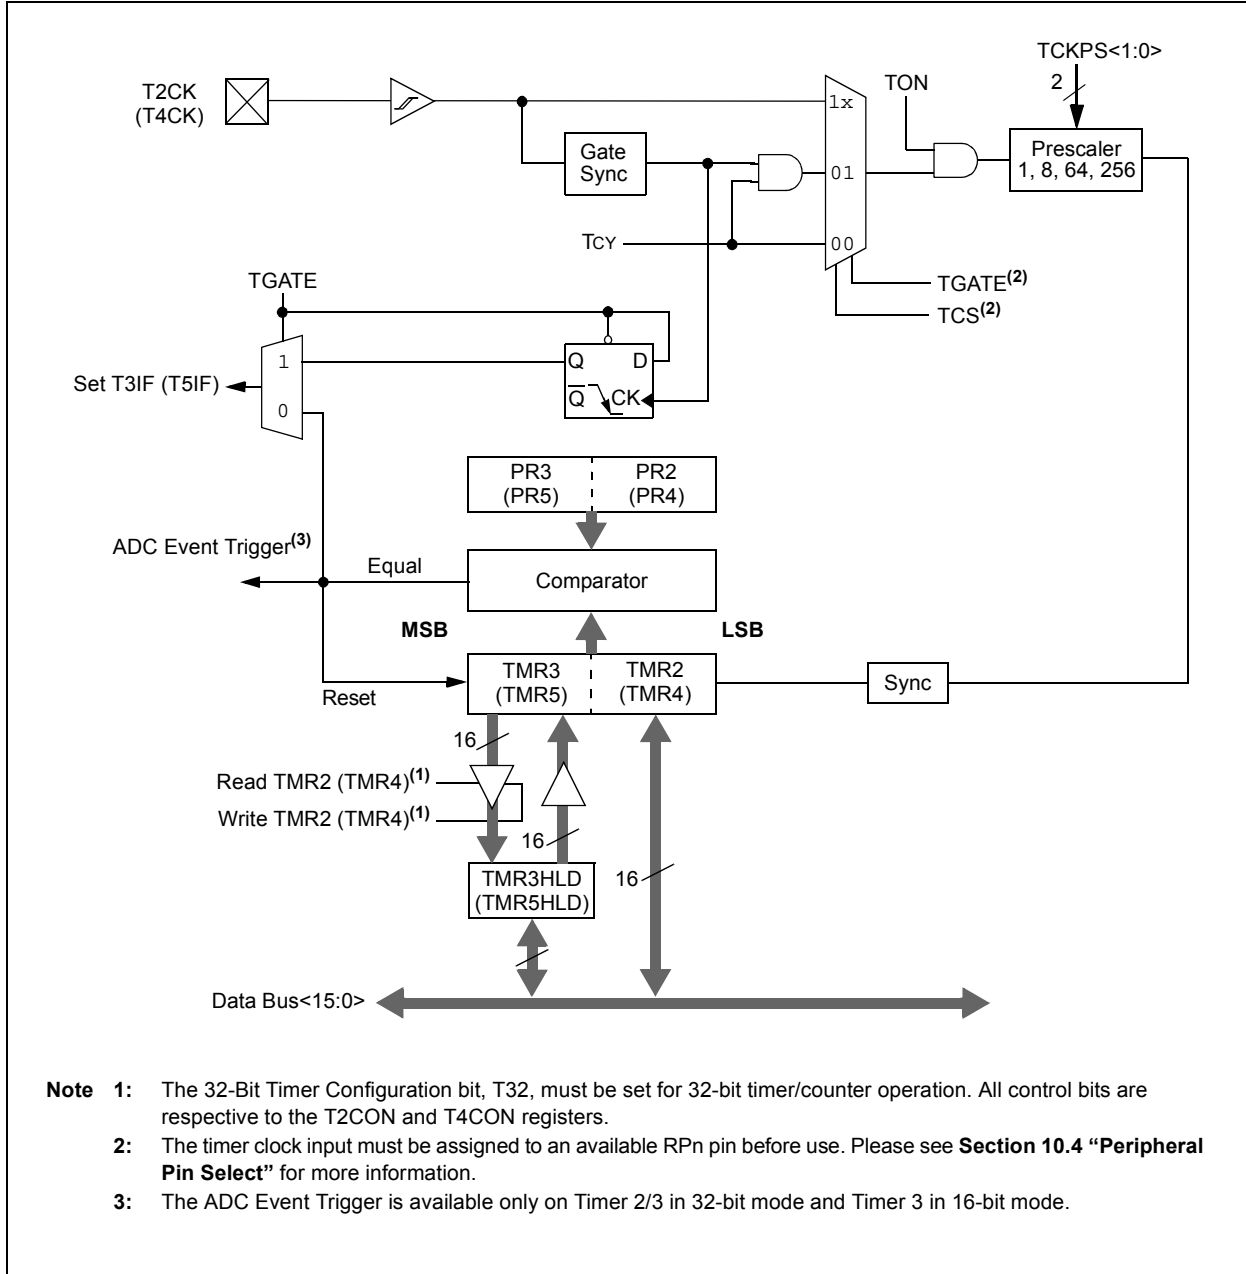 TCKPS<1:0>
2
TON
T2CK
(T4CK)
1x
Gate
Sync
01
Prescaler
1, 8, 64, 256
TCY
00
TGATE(2)
TCS(2)
TGATE
1
Q
D
Set T3IF (T5IF)
Q
CK
0
PR3
(PR5)
PR2
(PR4)
ADC Event Trigger(3)
Equal
Comparator
MSB
LSB
TMR3
(TMR5)
TMR2
(TMR4)
Sync
Reset
16
Read TMR2 (TMR4)(1)
Write TMR2 (TMR4)(1)
16
TMR3HLD
(TMR5HLD)
16
Data Bus<15:0>
Note 1: The 32-Bit Timer Configuration bit, T32, must be set for 32-bit timer/counter operation. All control bits are
respective to the T2CON and T4CON registers.
2: The timer clock input must be assigned to an available RPn pin before use. Please see Section 10.4 “Peripheral
Pin Select” for more information.
3: The ADC Event Trigger is available only on Timer 2/3 in 32-bit mode and Timer 3 in 16-bit mode.